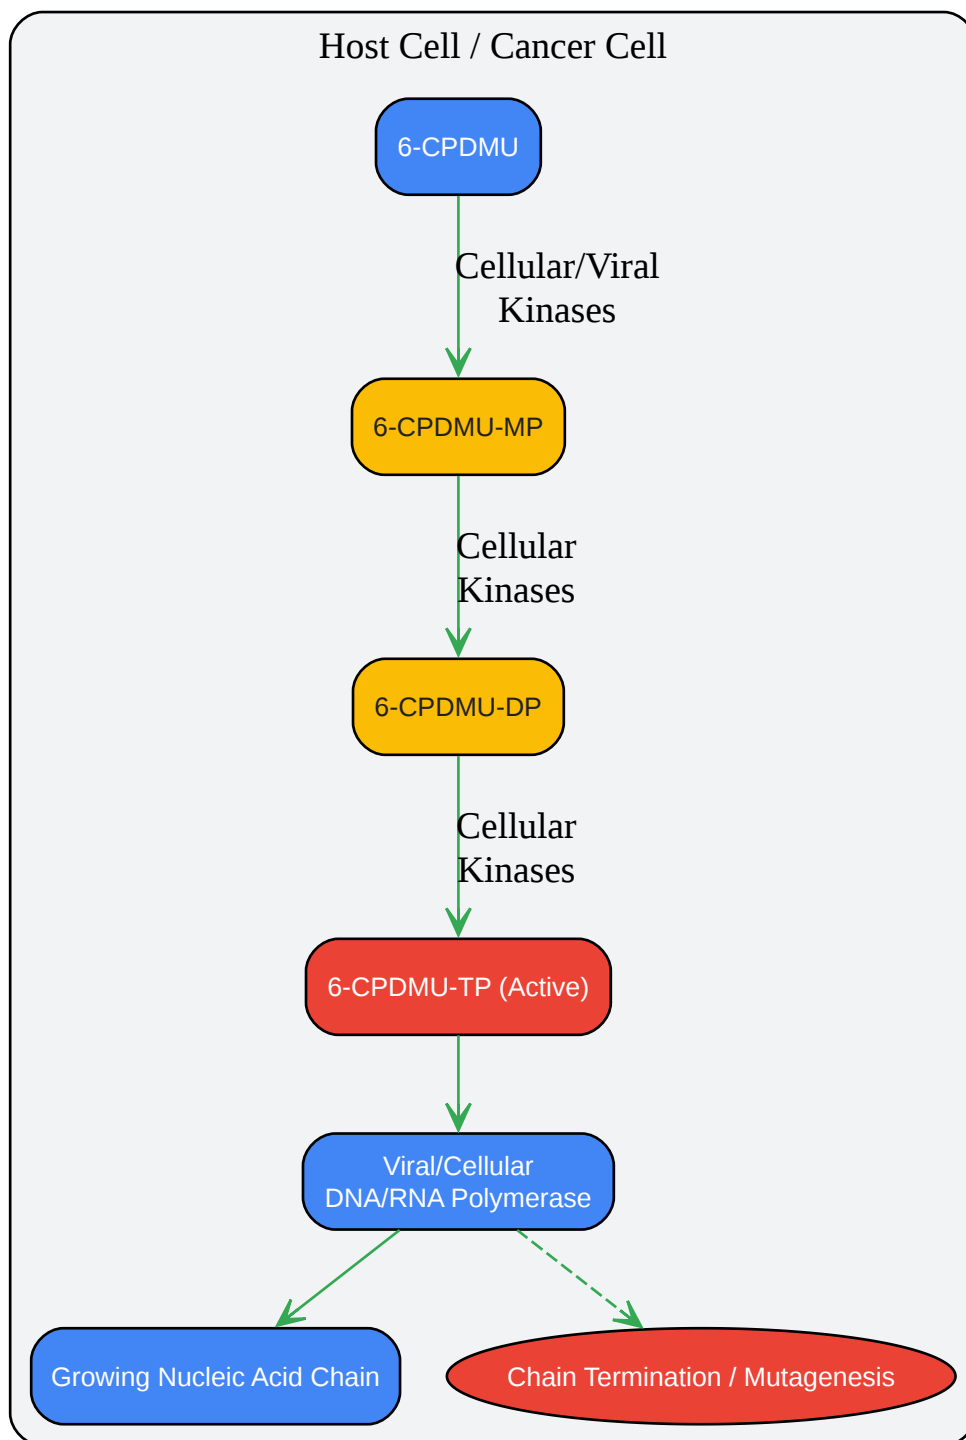 Host Cell / Cancer Cell
6-CPDMU
Cellular/Viral
Kinases
6-CPDMU-MP
Cellular
Kinases
6-CPDMU-DP
Cellular
Kinases
6-CPDMU-TP (Active)
Viral/Cellular
DNA/RNA Polymerase
Growing Nucleic Acid Chain
Chain Termination / Mutagenesis